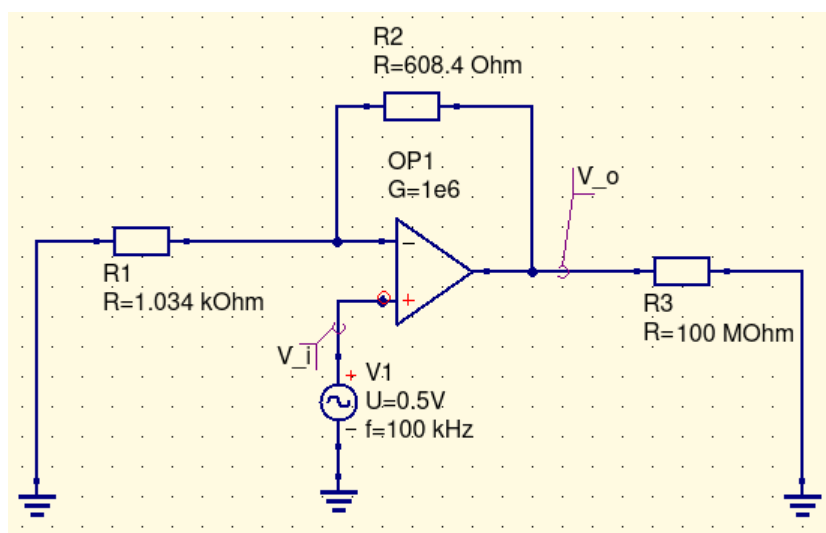 R2
R=608.4 Ohm
OP1
G=1e6
V_o
−
+
R1
R=1.034 kOhm
R3
R=100 MOhm
V_i
+ V1
U=0.5V
− f=100 kHz